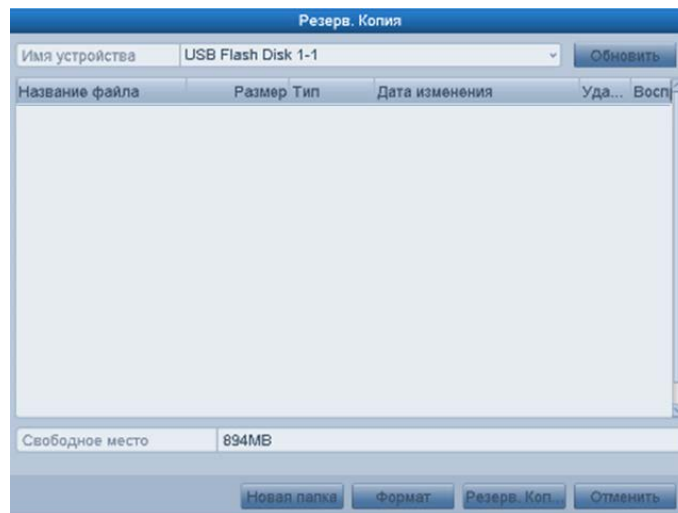 Резерв. Копия
Имя устройства USB Flash Disk 1-1 Обновить
Название файла Размер Тип Дата изменения Уда... Восп
Свободное место 894MB
Новая папка Формат Резерв. Коп... Отменить